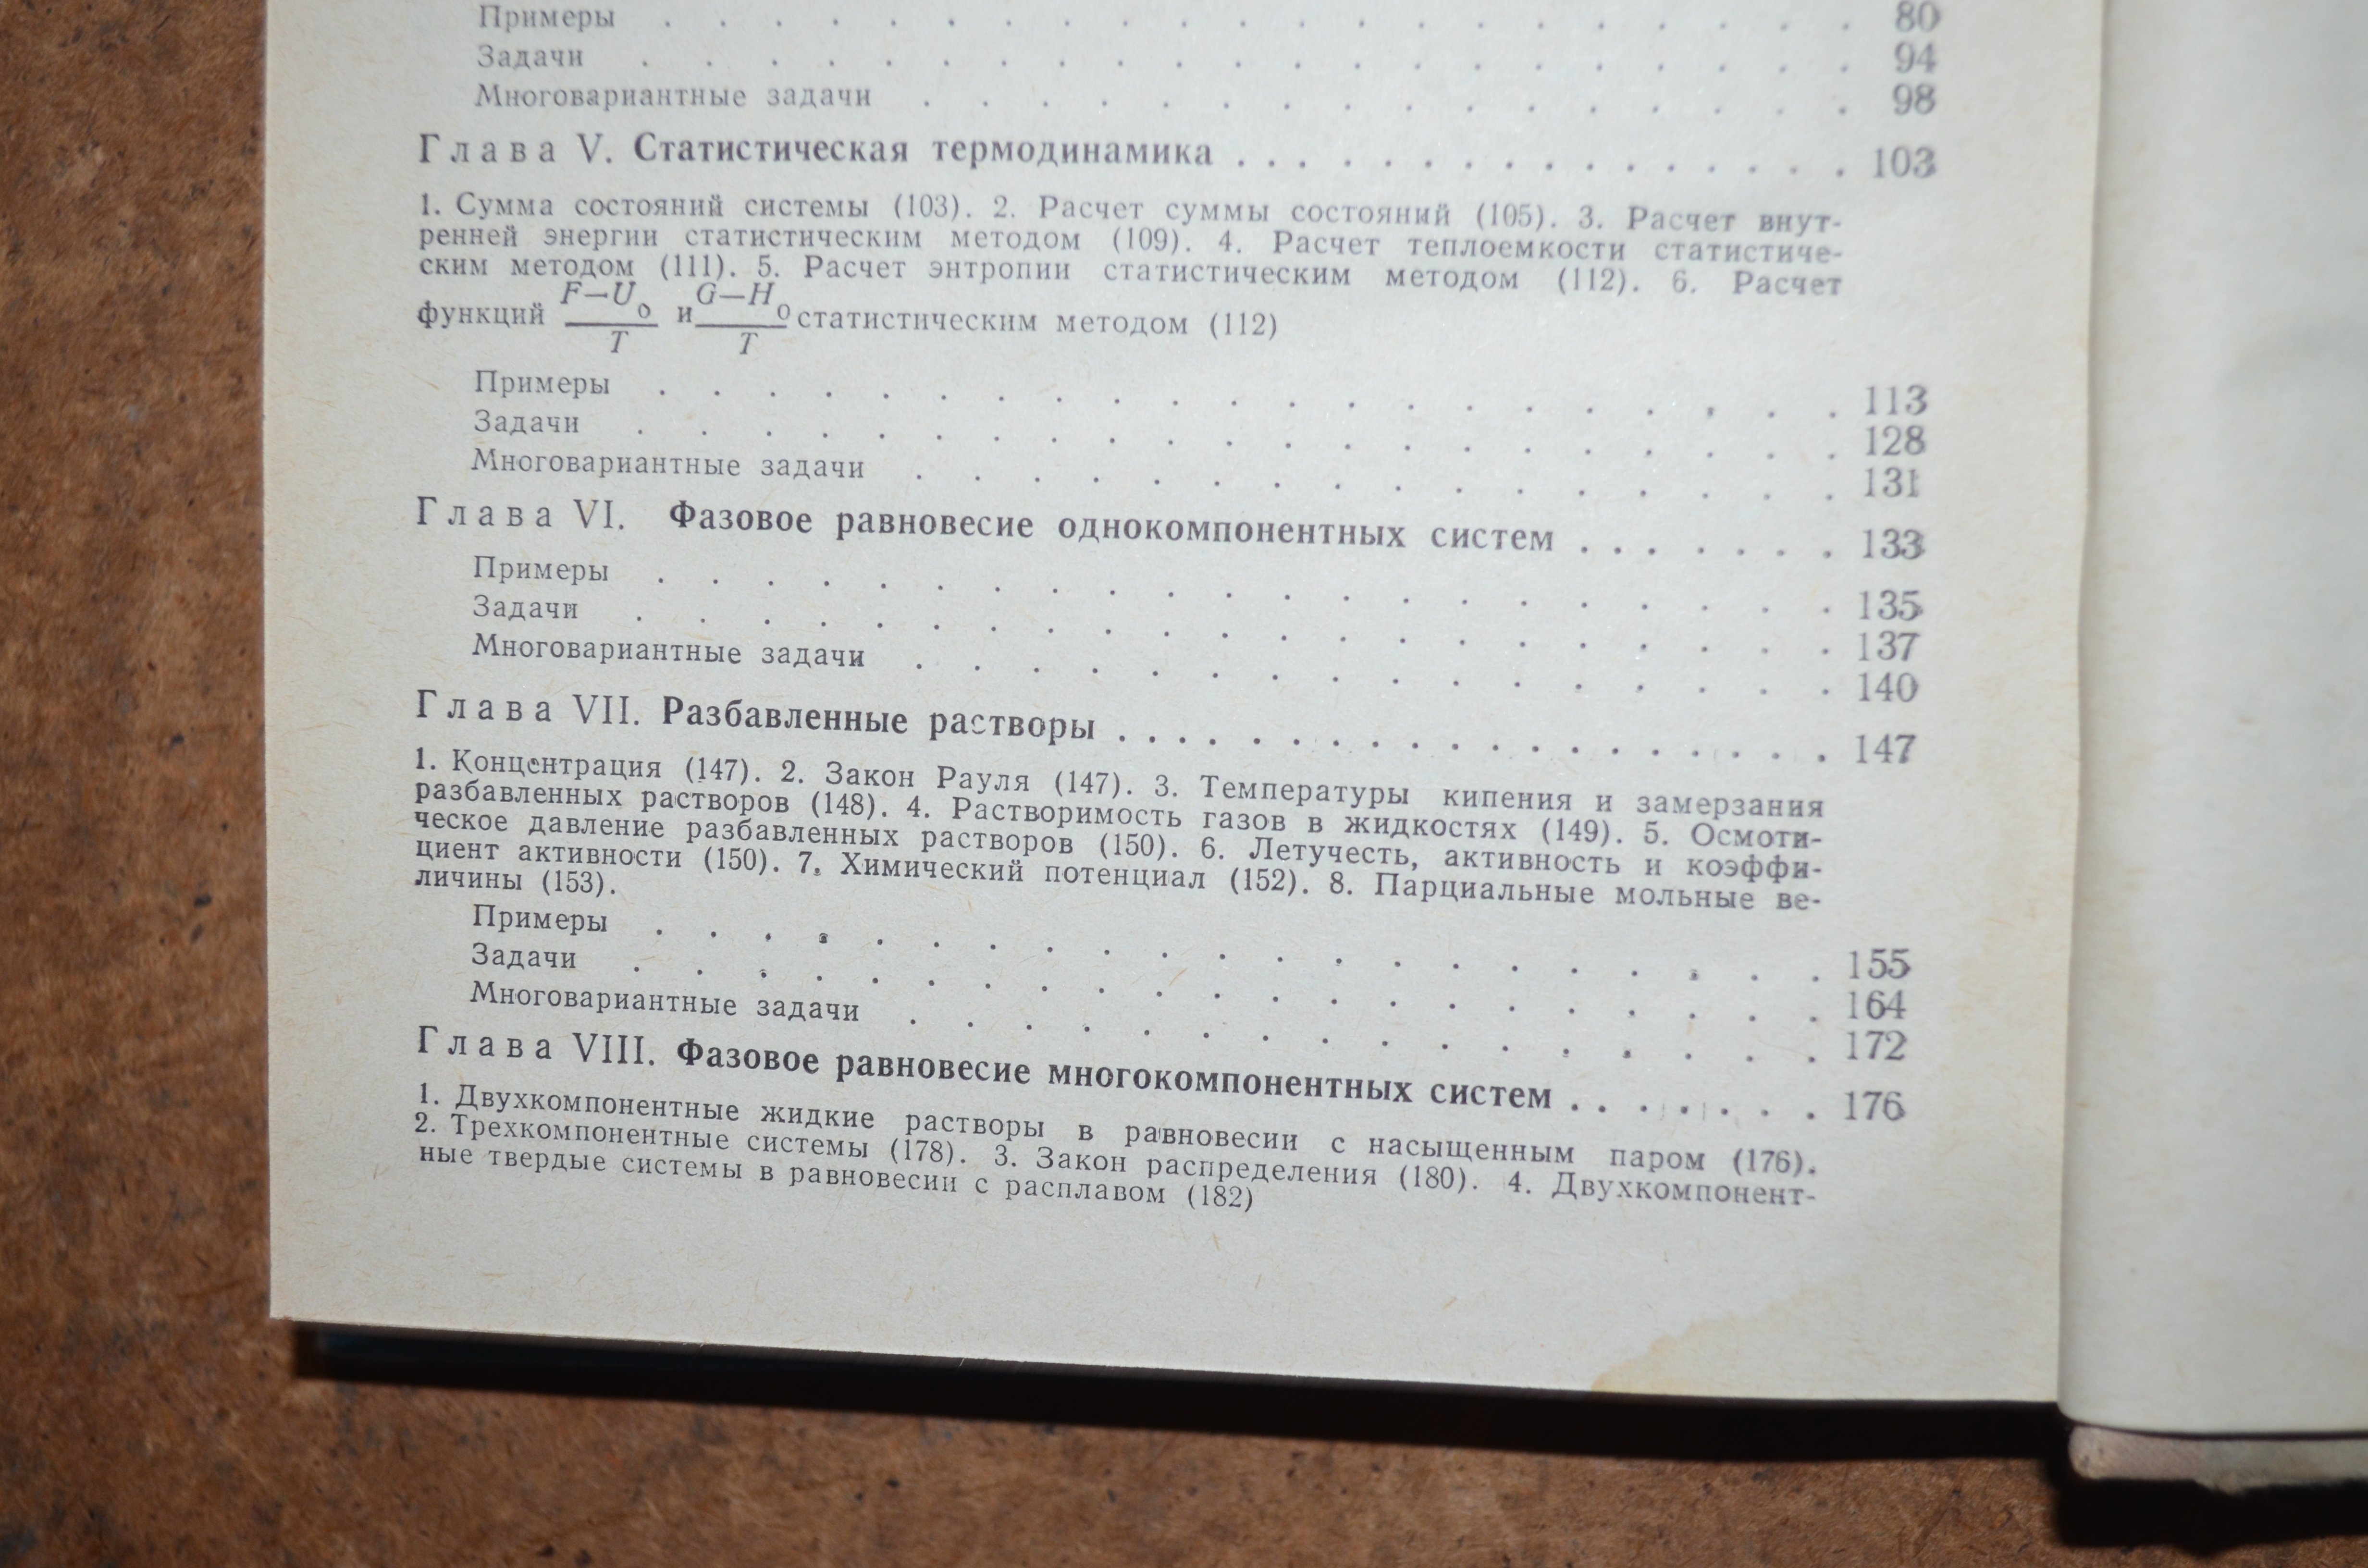 Примеры . . . . . . . . . . . . . . . . . . . . . 80
Задачи . . . . . . . . . . . . . . . . . . . . . 94
Многовариантные задачи . . . . . . . . . . . . . . . . 98
Глава V. Статистическая термодинамика . . . . . . . . . . . . . . 103
1. Сумма состояний системы (103). 2. Расчет суммы состояний (105). 3. Расчет внут-
ренней энергии статистическим методом (109). 4. Расчет теплоемкости статистиче-
ским методом (111). 5. Расчет энтропии статистическим методом (112). 6. Расчет
функций F—U₀/T и G—H₀/T статистическим методом (112)
Примеры . . . . . . . . . . . . . . . . . . . . . 113
Задачи . . . . . . . . . . . . . . . . . . . . . 128
Многовариантные задачи . . . . . . . . . . . . . . . . 131
Глава VI. Фазовое равновесие однокомпонентных систем . . . . . . . 133
Примеры . . . . . . . . . . . . . . . . . . . . . 135
Задачи . . . . . . . . . . . . . . . . . . . . . 137
Многовариантные задачи . . . . . . . . . . . . . . . . 140
Глава VII. Разбавленные растворы . . . . . . . . . . . . . . . . 147
1. Концентрация (147). 2. Закон Рауля (147). 3. Температуры кипения и замерзания
разбавленных растворов (148). 4. Растворимость газов в жидкостях (149). 5. Осмоти-
ческое давление разбавленных растворов (150). 6. Летучесть, активность и коэффи-
циент активности (150). 7. Химический потенциал (152). 8. Парциальные мольные ве-
личины (153).
Примеры . . . . . . . . . . . . . . . . . . . . . 155
Задачи . . . . . . . . . . . . . . . . . . . . . 164
Многовариантные задачи . . . . . . . . . . . . . . . . 172
Глава VIII. Фазовое равновесие многокомпонентных систем . . . . . . . 176
1. Двухкомпонентные жидкие растворы в равновесии с насыщенным паром (176).
2. Трехкомпонентные системы (178). 3. Закон распределения (180). 4. Двухкомпонент-
ные твердые системы в равновесии с расплавом (182)